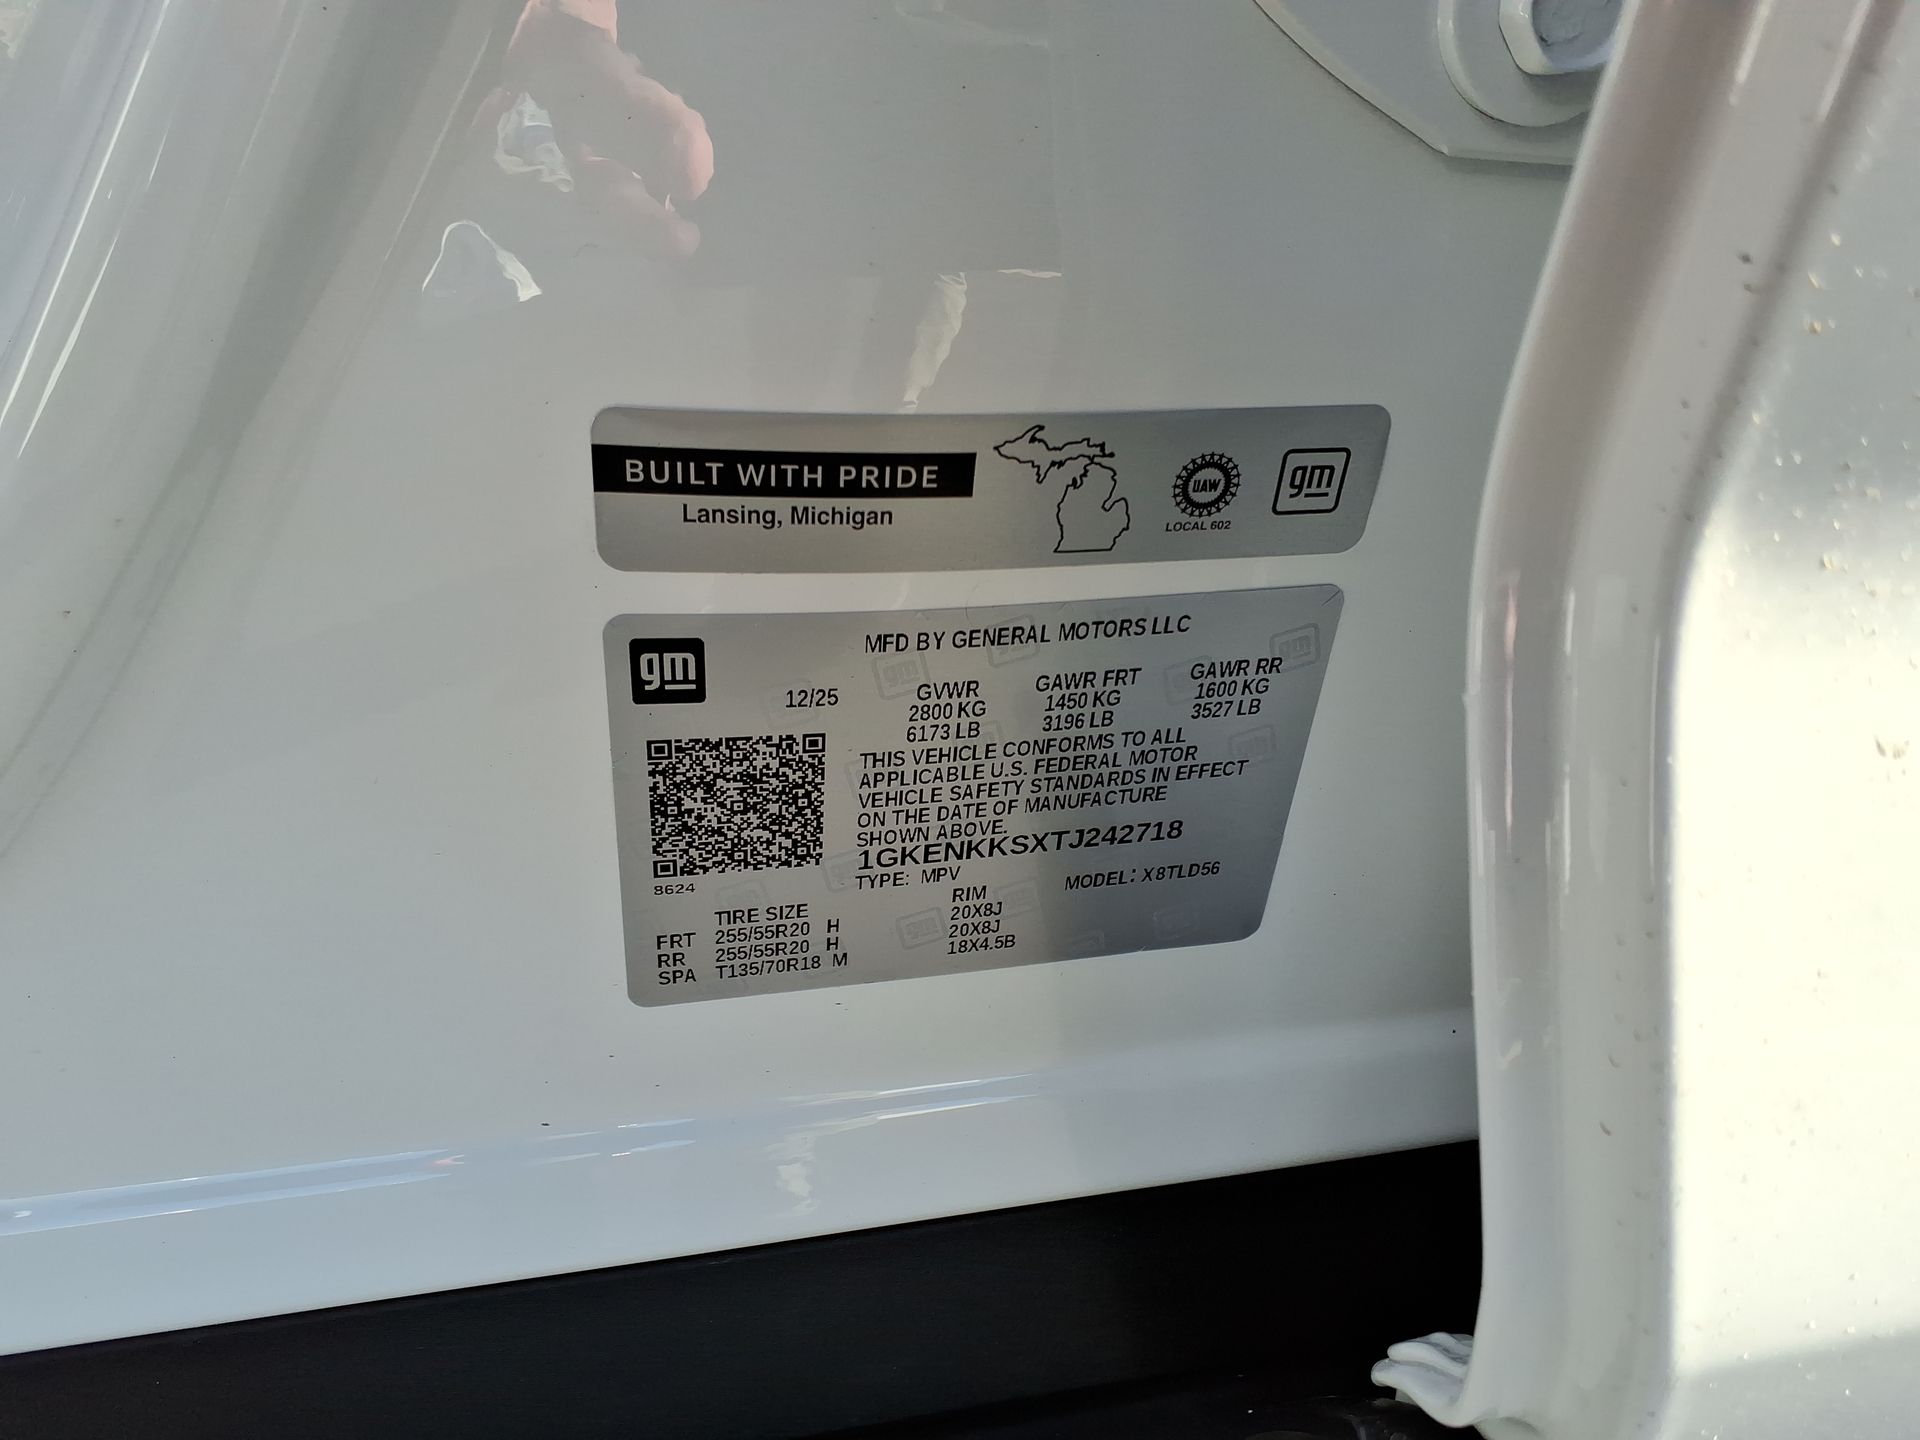 BUILT WITH PRIDE
Lansing, Michigan
UAW
LOCAL 602
gm
gm
MFD BY GENERAL MOTORS LLC
12/25
GVWR
2800 KG
6173 LB
GAWR FRT
1450 KG
3196 LB
GAWR RR
1600 KG
3527 LB
THIS VEHICLE CONFORMS TO ALL
APPLICABLE U.S. FEDERAL MOTOR
VEHICLE SAFETY STANDARDS IN EFFECT
ON THE DATE OF MANUFACTURE
SHOWN ABOVE.
1GKENKKSXTJ242718
TYPE: MPV MODEL: X8TLD56
8624
TIRE SIZE RIM
FRT 255/55R20 H 20X8J
RR 255/55R20 H 20X8J
SPA T135/70R18 M 18X4.5B